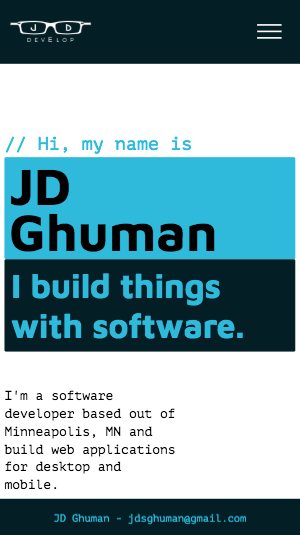 J D
DEVELOP
// Hi, my name is
JD
Ghuman
I build things
with software.
I'm a software
developer based out of
Minneapolis, MN and
build web applications
for desktop and
mobile.
JD Ghuman - jdsghuman@gmail.com